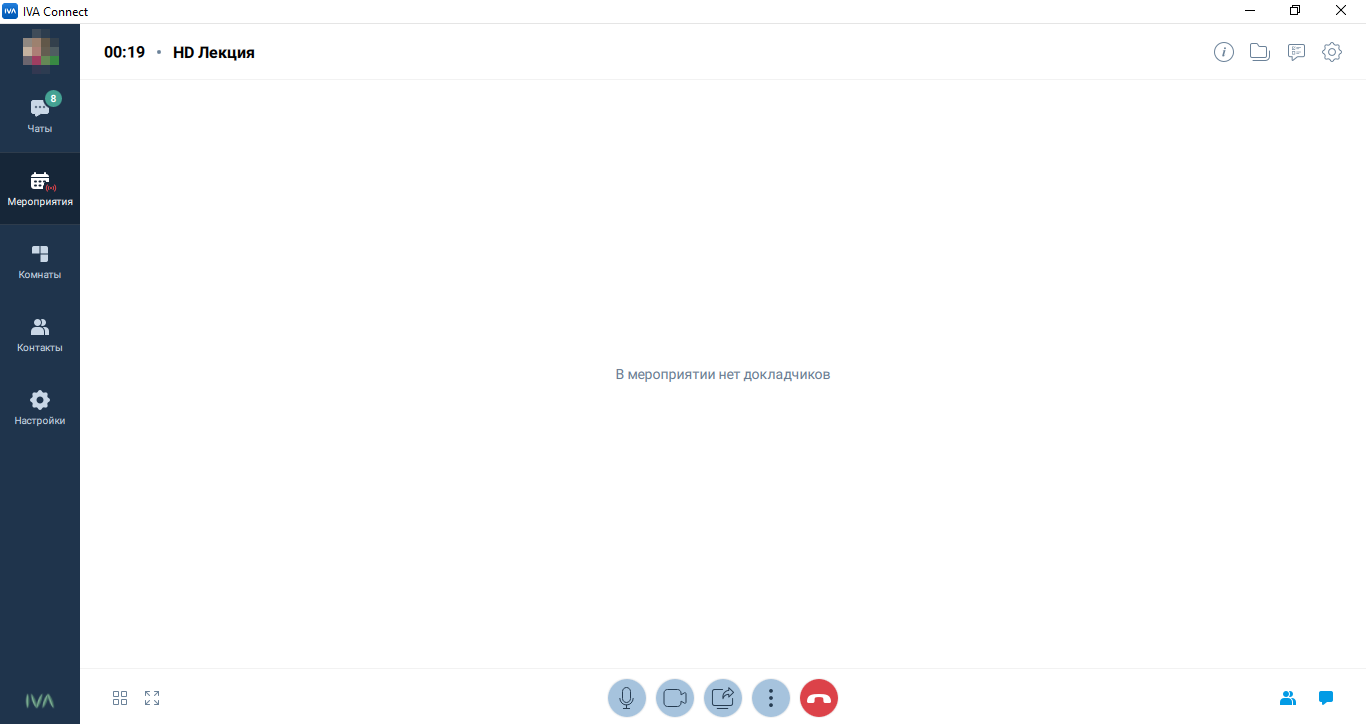 IVA IVA Connect
00:19 • HD Лекция
8
Чаты
Мероприятия
Комнаты
Контакты
Настройки
В мероприятии нет докладчиков
IVA